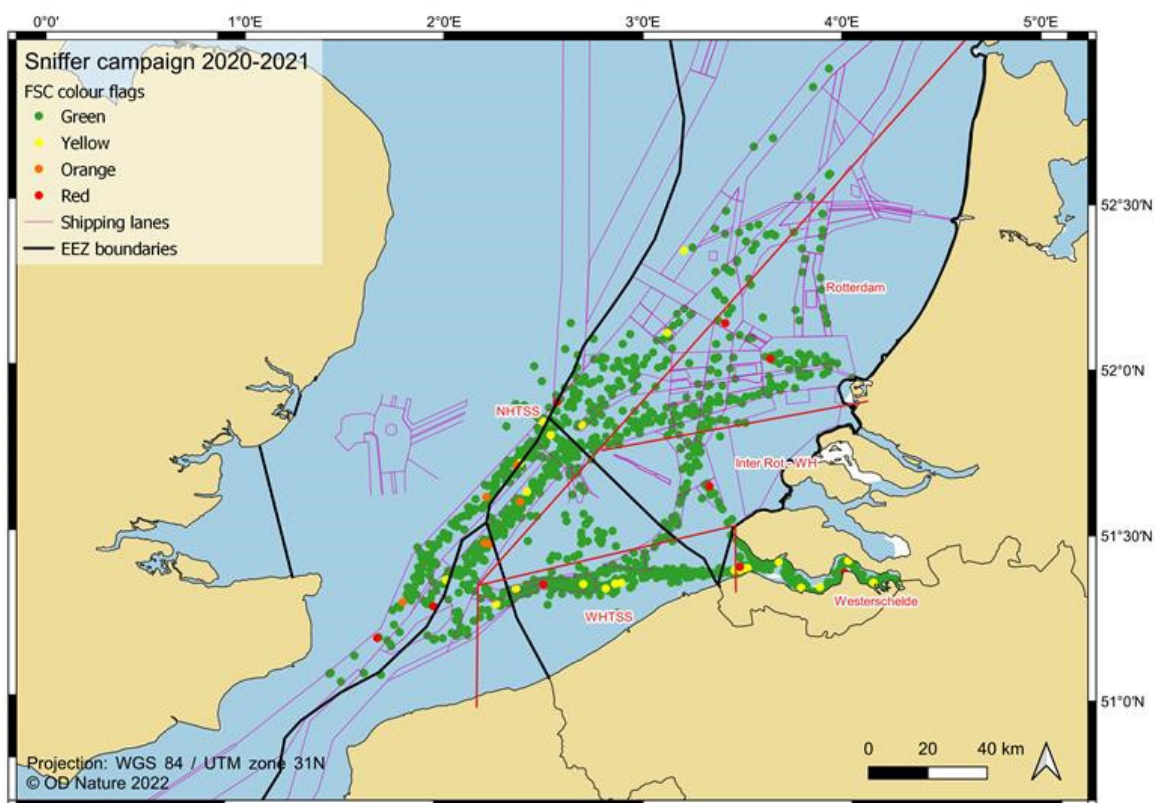 0°0' 1°0'E 2°0'E 3°0'E 4°0'E 5°0'E
Sniffer campaign 2020-2021
FSC colour flags
Green
Yellow
Orange
Red
Shipping lanes
EEZ boundaries
52°30'N
Rotterdam
52°0'N
NHTSS
Inter Rot - WH
51°30'N
Westerschelde
WHTSS
51°0'N
0 20 40 km
Projection: WGS 84 / UTM zone 31N
© OD Nature 2022